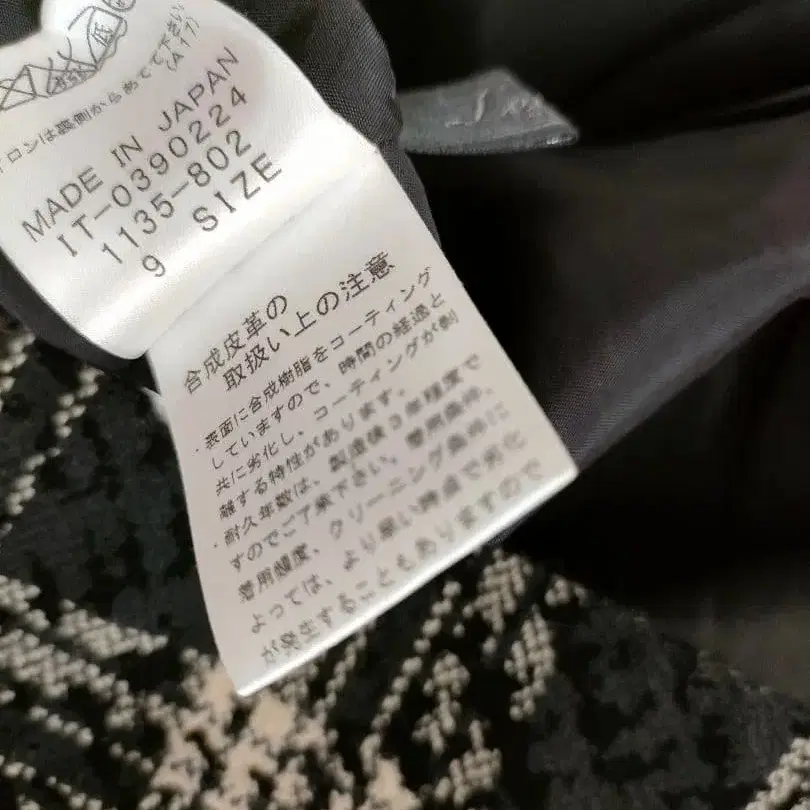 低
イロンは裏側からあてて下さい
(A17)
MADE IN JAPAN
IT-0390224
1135-802
9 SIZE
合成皮革の
取扱い上の注意
・表面に合成樹脂をコーティング
していますので、時間の経過と
共に劣化し、コーティングが剥
離する特性があります。
・耐久年数は、製造後3年程度で
すのでご了承下さい。着用条件、
着用頻度、クリーニング条件に
よっては、より早い時点で劣化
が発生することもありますので